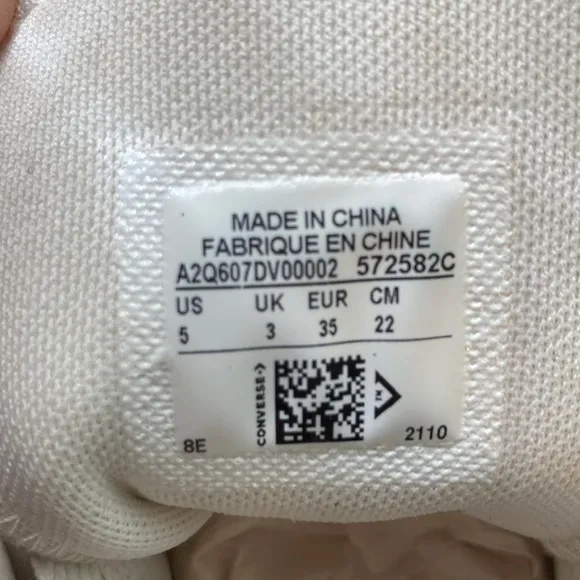 MADE IN CHINA
FABRIQUE EN CHINE
A2Q607DV00002 572582C
US UK EUR CM
5 3 35 22
CONVERSE
TM
8E 2110